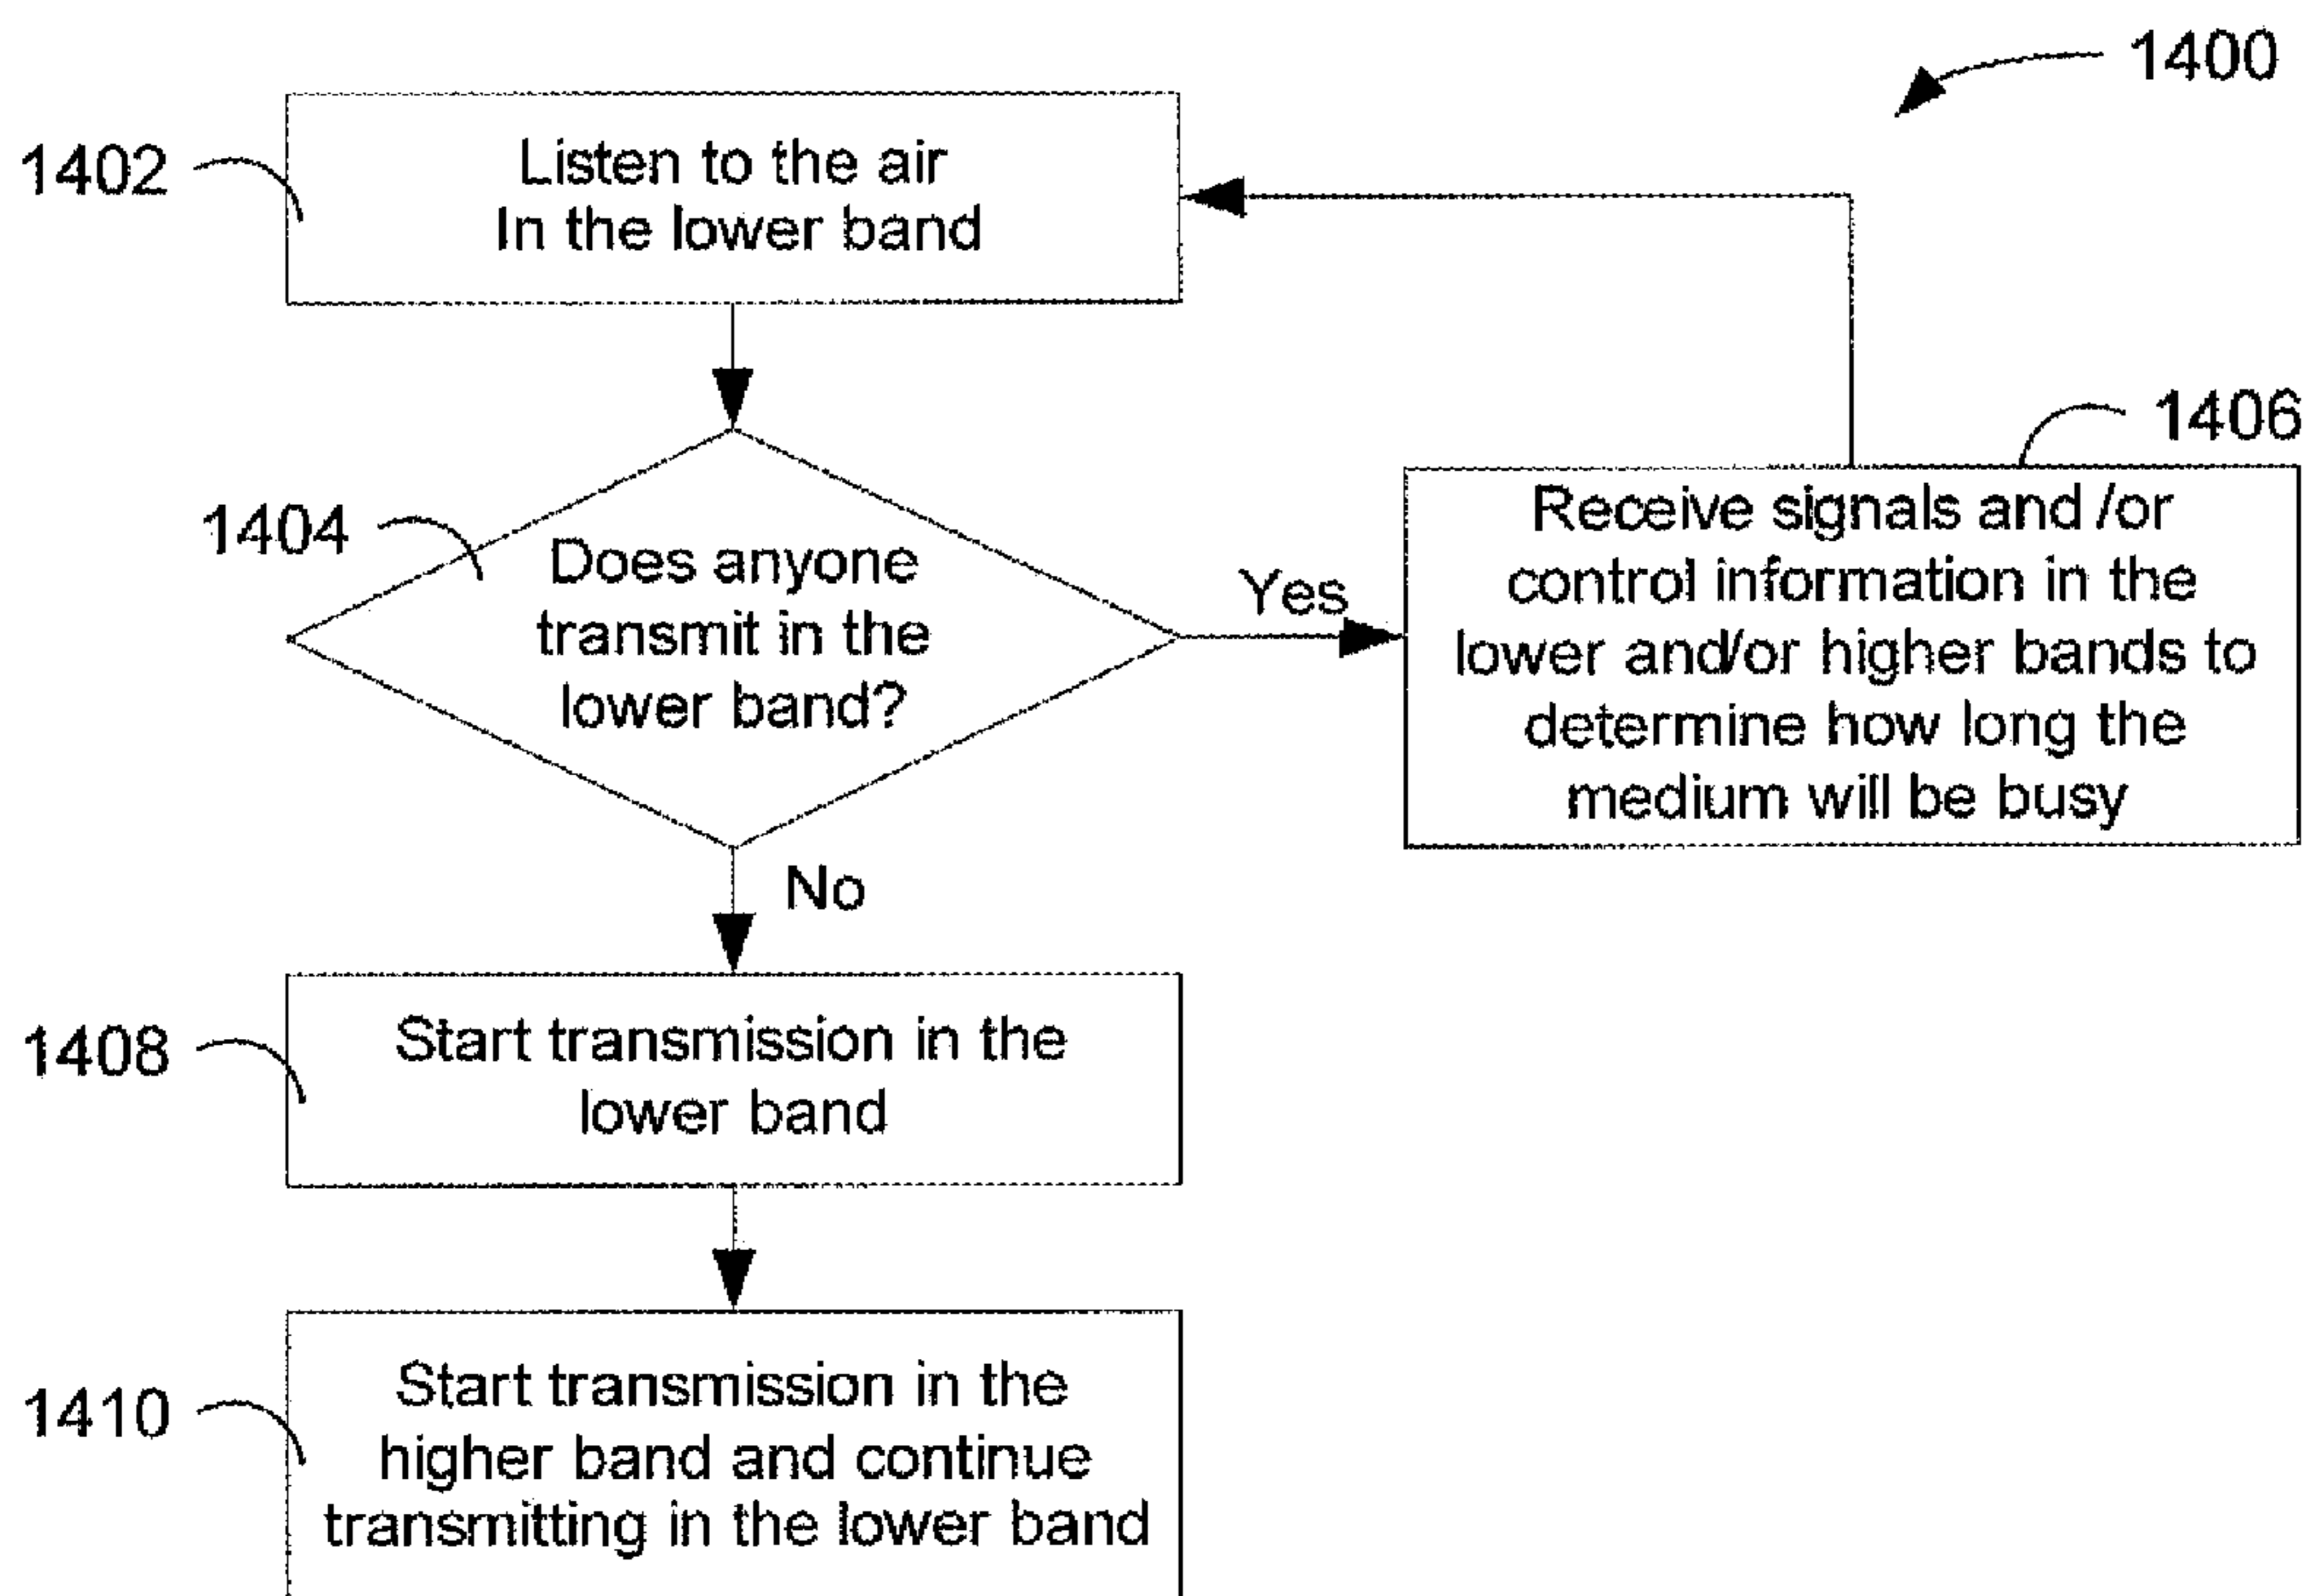 1400
1402
Listen to the air
In the lower band
1404
Does anyone
transmit in the
lower band?
Yes
1406
Receive signals and /or
control information in the
lower and/or higher bands to
determine how long the
medium will be busy
No
1408
Start transmission in the
lower band
1410
Start transmission in the
higher band and continue
transmitting in the lower band